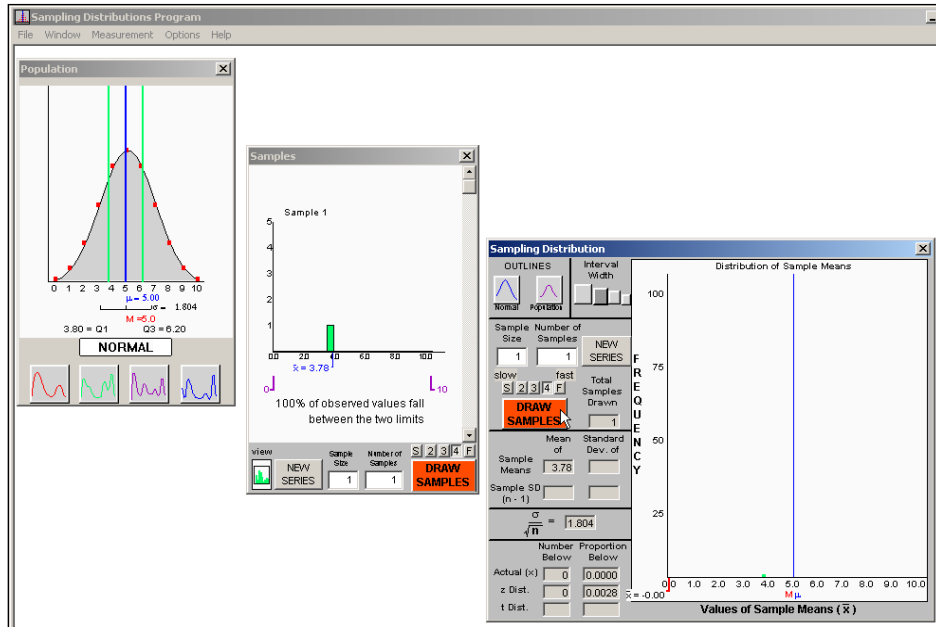 Sampling Distributions Program
File Window Measurement Options Help
Population
0 1 2 3 4 5 6 7 8 9 10
μ = 5.00
σ = 1.804
M =5.0
3.80 = Q1 Q3 = 6.20
NORMAL
Samples
Sample 1
5
4
3
2
1
0.0 2.0 4.0 6.0 8.0 10.0
x̄ = 3.78
0 10
100% of observed values fall
between the two limits
view
NEW
SERIES
Sample
Size
1
Number of
Samples
1
S 2 3 4 F
DRAW
SAMPLES
Sampling Distribution
OUTLINES
Normal Population
Interval
Width
Sample
Size
1
Number of
Samples
1
NEW
SERIES
slow fast
S 2 3 4 F
DRAW
SAMPLES
Total
Samples
Drawn
1
Mean
of
Standard
Dev. of
Sample
Means
3.78
Sample SD
(n - 1)
σ
√n = 1.804
Number
Below
Proportion
Below
Actual (x) 0 0.0000
z Dist. 0 0.0028
t Dist.
x̄ = -0.00
Distribution of Sample Means
FREQUENCY
100
75
50
25
0.0 1.0 2.0 3.0 4.0 5.0 6.0 7.0 8.0 9.0 10.0
M μ
Values of Sample Means ( x̄ )